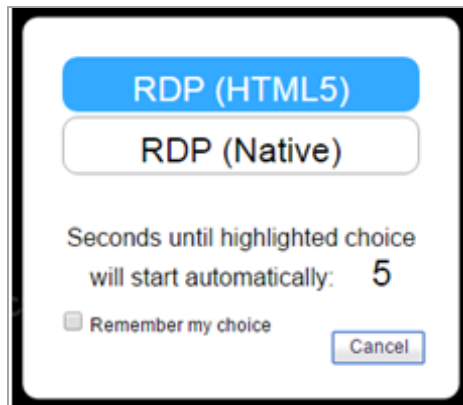 RDP (HTML5)
RDP (Native)
Seconds until highlighted choice
will start automatically: 5
Remember my choice
Cancel